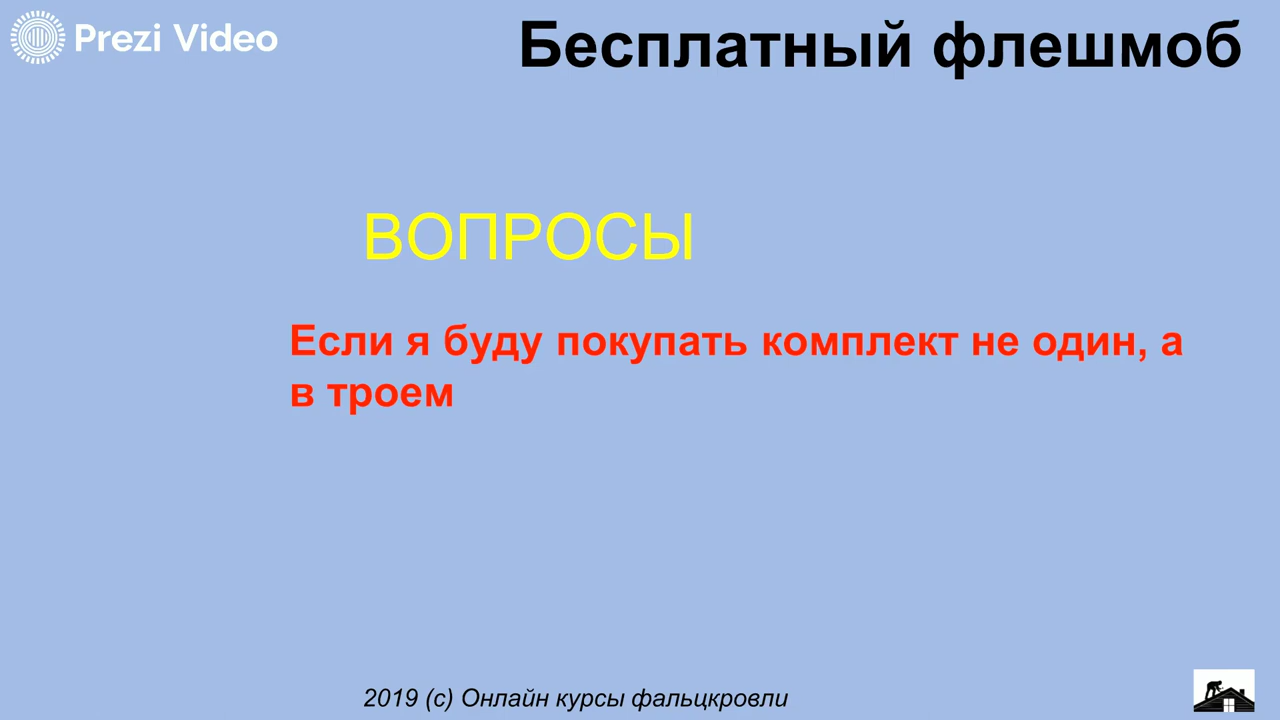 Prezi Video
Бесплатный флешмоб
ВОПРОСЫ
Если я буду покупать комплект не один, а
в троем
2019 (с) Онлайн курсы фальцкровли